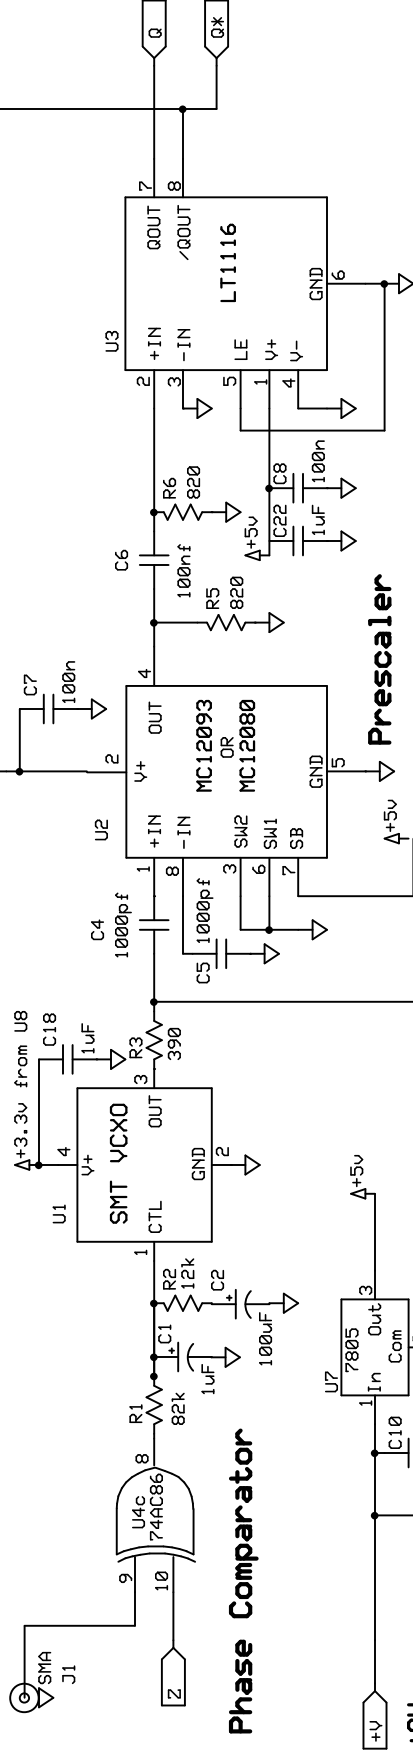 SMA
J1
Z
9
10
8
U4c
74AC86
Phase Comparator
R1
82k
C1
+
1uF
R2
12k
C2
+
100uF
+3.3v from U8
C18
1uF
U1
4
V+
SMT VCXO
CTL
1
OUT
3
GND
2
R3
390
C4
1000pf
C5
1000pf
U2
2
V+
1
+IN
8
-IN
MC12093
OR
MC12080
3
SW2
6
SW1
7
SB
OUT
4
GND
5
C7
100n
Prescaler
+5v
R5
820
C6
100nf
R6
820
+5v
C22
1uF
C8
100n
U3
2
+IN
3
-IN
LT1116
5
LE
1
V+
4
V-
QOUT
7
/QOUT
8
GND
6
Q
Q*
+V
C10
U7
7805
1
In
Out
3
Com
+5v